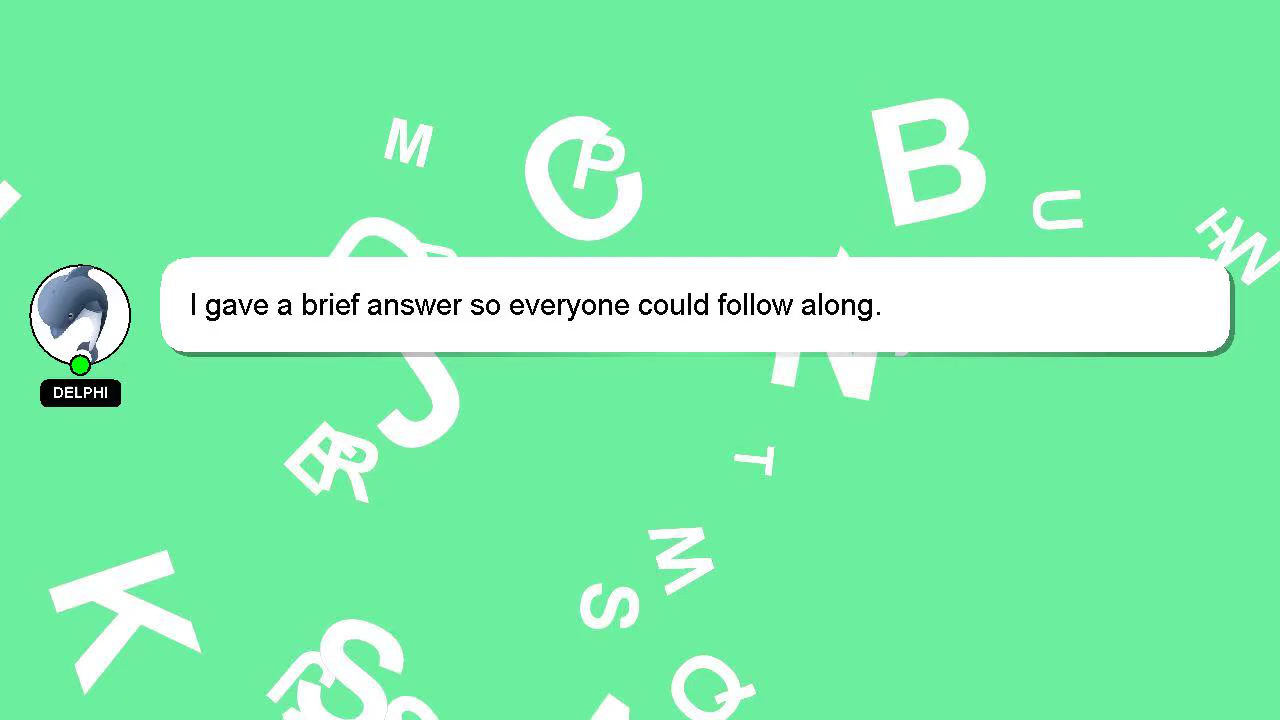 M
P
C
B
U
H
W
I gave a brief answer so everyone could follow along.
DELPHI
J
N
R
T
K
M
S
S
Q